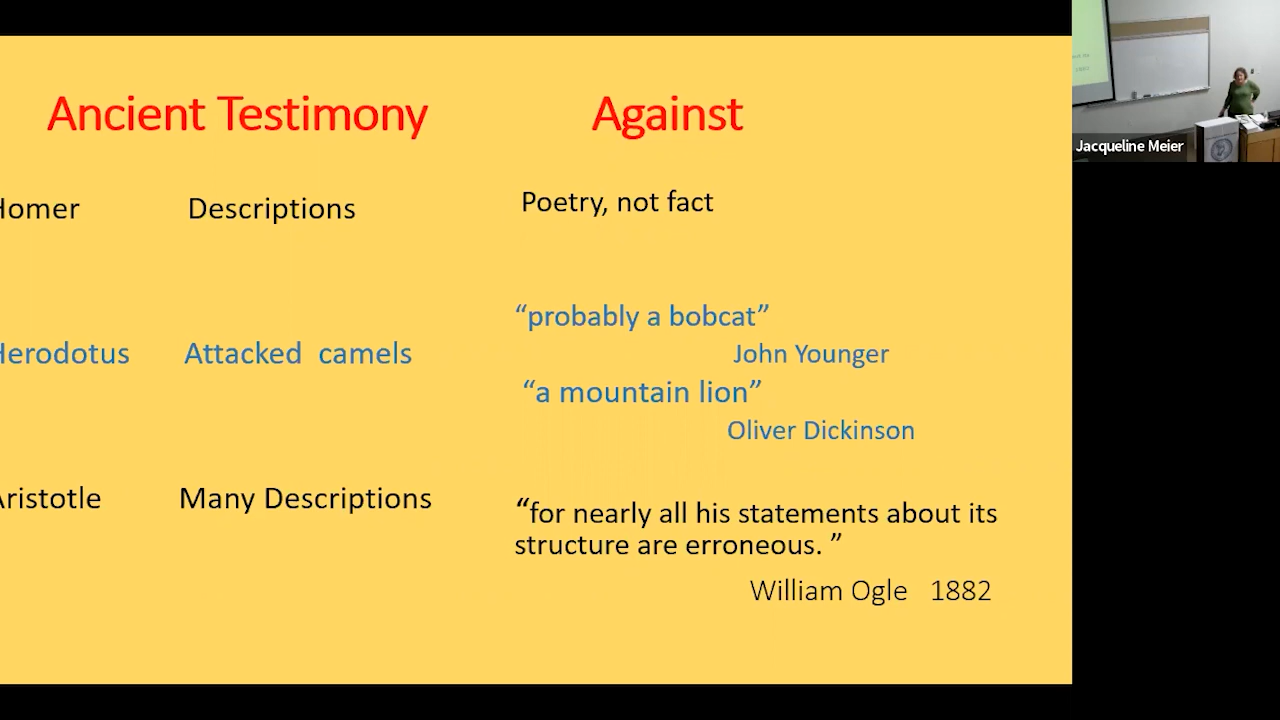 Ancient Testimony Against
Homer Descriptions Poetry, not fact
“probably a bobcat”
Herodotus Attacked camels John Younger
“a mountain lion”
Oliver Dickinson
Aristotle Many Descriptions “for nearly all his statements about its
structure are erroneous. ”
William Ogle 1882
Jacqueline Meier